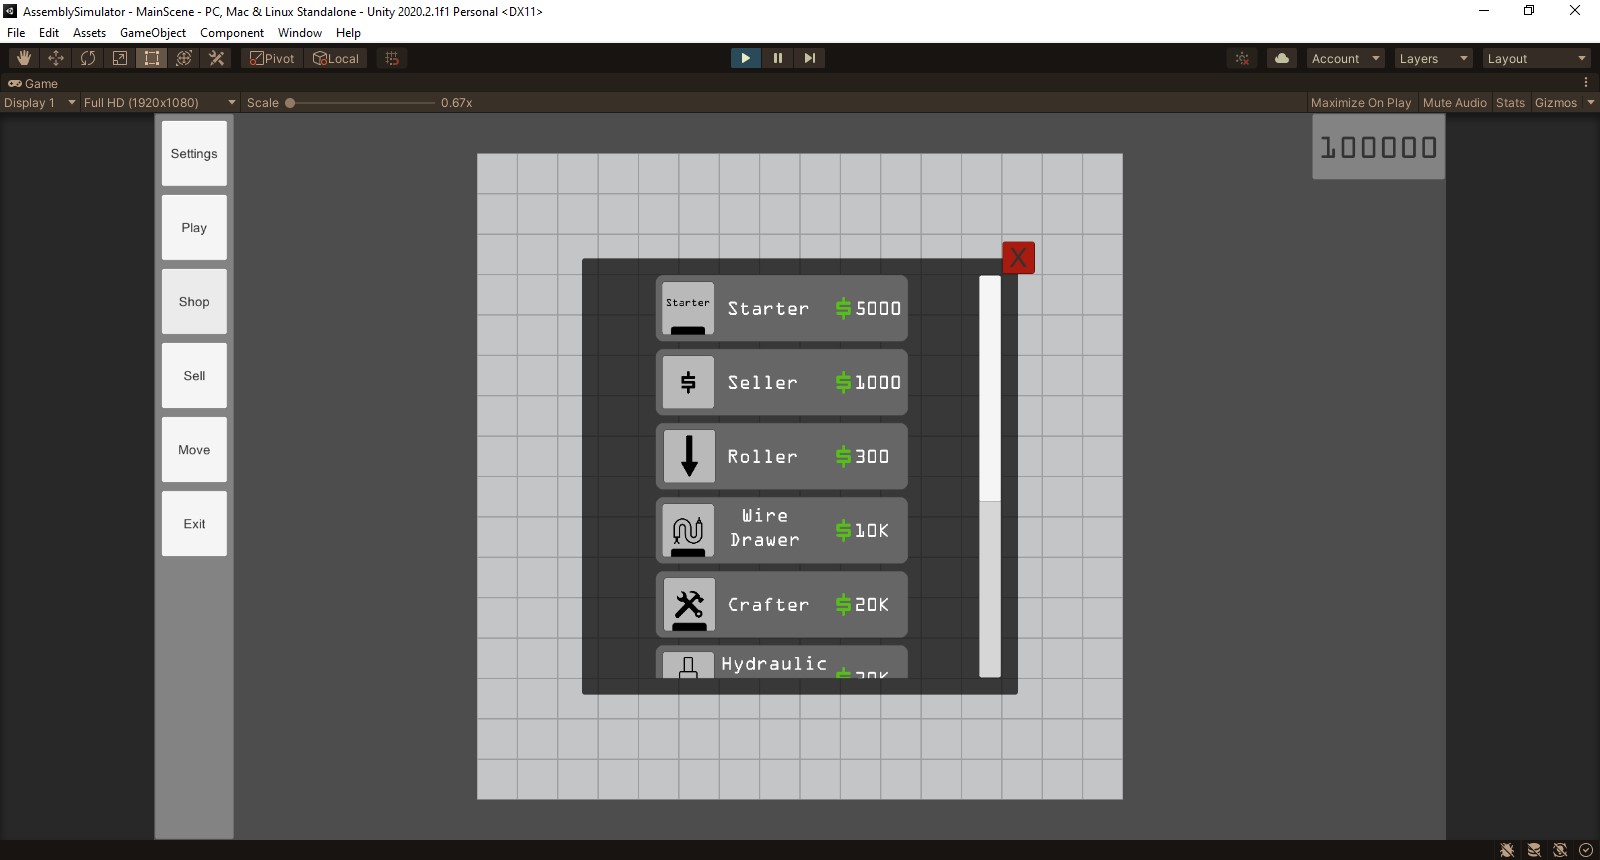 AssemblySimulator - MainScene - PC, Mac & Linux Standalone - Unity 2020.2.1f1 Personal <DX11>
File Edit Assets GameObject Component Window Help
Pivot Local Account Layers Layout
Game
Display 1 Full HD (1920x1080) Scale 0.67x Maximize On Play Mute Audio Stats Gizmos
Settings
Play
Shop
Sell
Move
Exit
100000
X
Starter Starter $5000
$ Seller $1000
Roller $300
Wire
Drawer $10K
Crafter $20K
Hydraulic